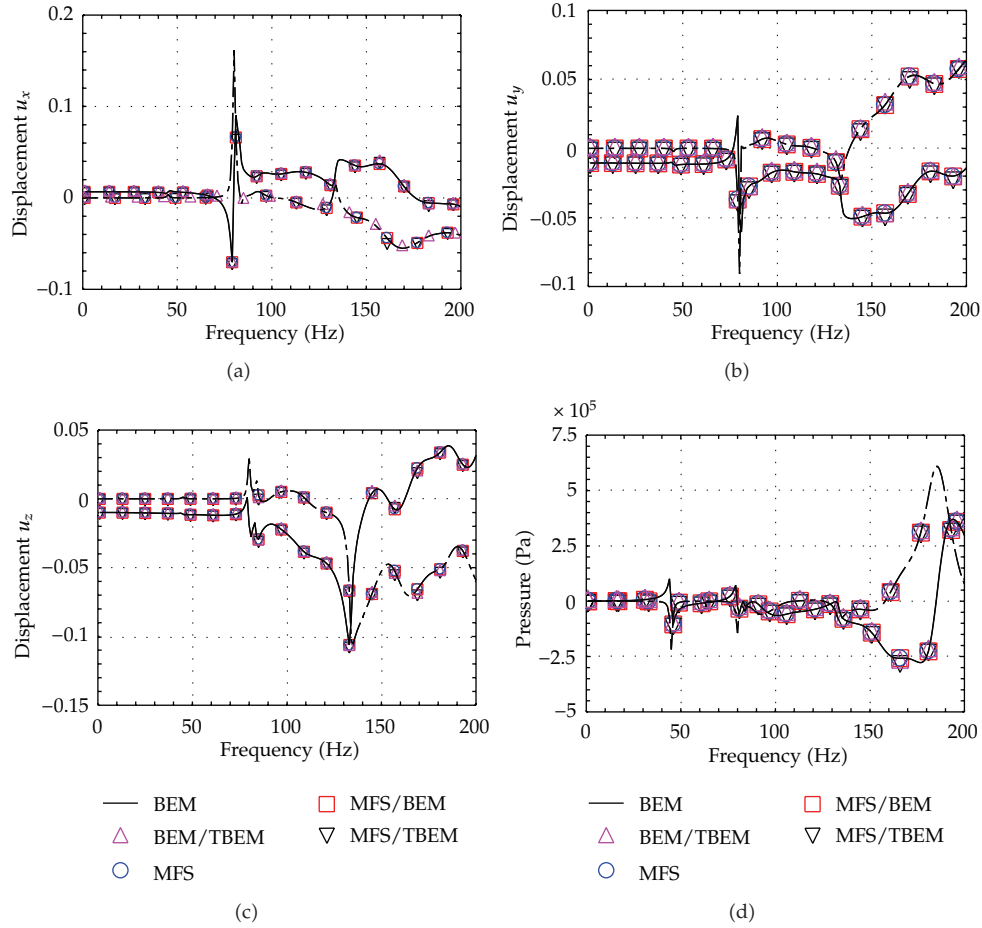 0.2
0.1
0
−0.1
Displacement u_x
0 50 100 150 200
Frequency (Hz)
(a)
0.1
0.05
0
−0.05
0.1
Displacement u_y
0 50 100 150 200
Frequency (Hz)
(b)
0.05
0
−0.05
−0.1
−0.15
Displacement u_z
0 50 100 150 200
Frequency (Hz)
× 10^5
7.5
5
2.5
0
−2.5
−5
Pressure (Pa)
0 50 100 150 200
Frequency (Hz)
BEM
MFS/BEM
BEM/TBEM
MFS/TBEM
MFS
(c)
BEM
MFS/BEM
BEM/TBEM
MFS/TBEM
MFS
(d)